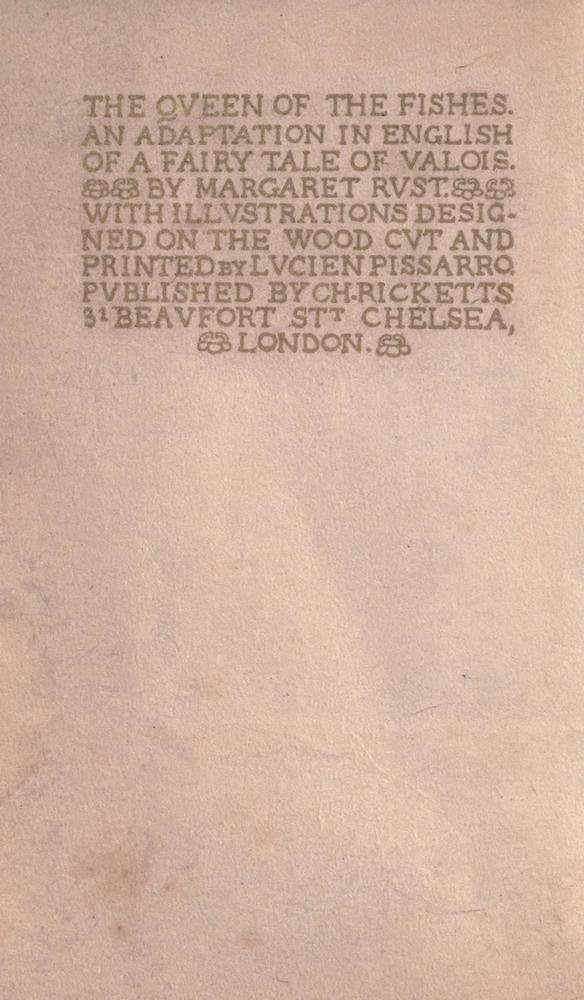 THE QVEEN OF THE FISHES.
AN ADAPTATION IN ENGLISH
OF A FAIRY TALE OF VALOIS.
BY MARGARET RVST.
WITH ILLVSTRATIONS DESIG-
NED ON THE WOOD CVT AND
PRINTED BY LVCIEN PISSARRO.
PVBLISHED BY CH. RICKETTS
31 BEAVFORT STT CHELSEA,
LONDON.